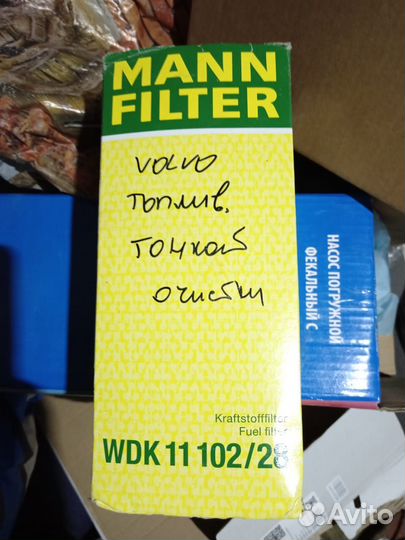 MANN
FILTER
VOLVO
топлив.
тонкой
очистки
Kraftstofffilter
Fuel filter
WDK 11 102/28
НАСОС ПОГРУЖНОЙ
ФЕКАЛЬНЫЙ С
Avito